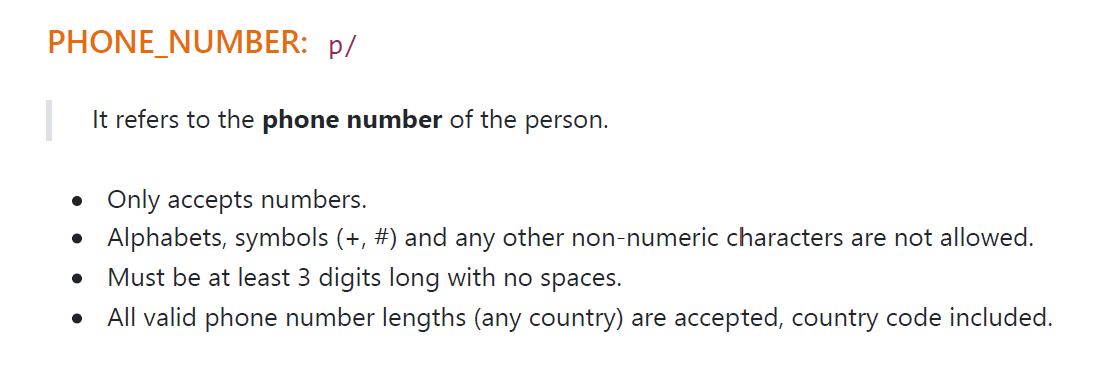 PHONE_NUMBER: p/
It refers to the phone number of the person.
• Only accepts numbers.
• Alphabets, symbols (+, #) and any other non-numeric characters are not allowed.
• Must be at least 3 digits long with no spaces.
• All valid phone number lengths (any country) are accepted, country code included.